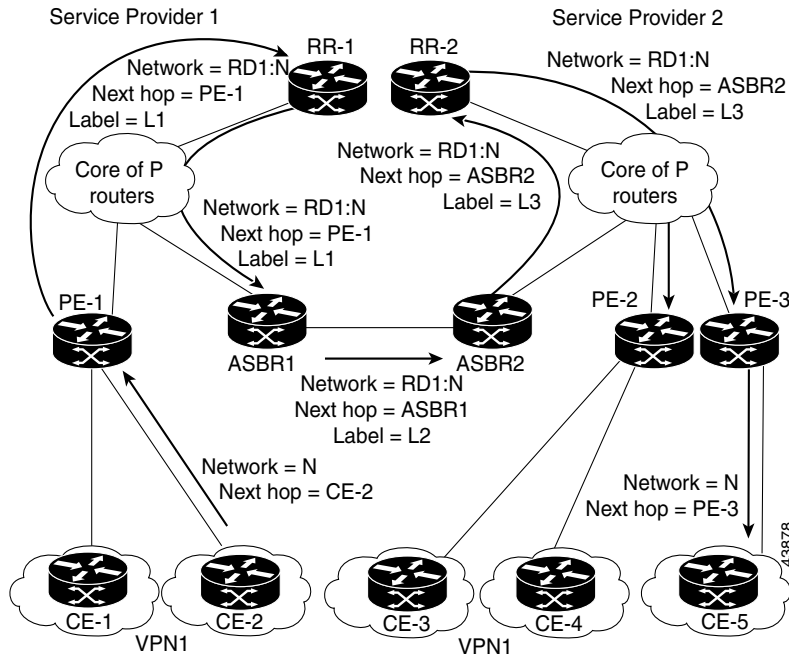 Service Provider 1
Service Provider 2
RR-1
RR-2
Network = RD1:N
Next hop = PE-1
Label = L1
Network = RD1:N
Next hop = ASBR2
Label = L3
Core of P
routers
Network = RD1:N
Next hop = ASBR2
Label = L3
Core of P
routers
Network = RD1:N
Next hop = PE-1
Label = L1
PE-1
PE-2
PE-3
ASBR1
ASBR2
Network = RD1:N
Next hop = ASBR1
Label = L2
Network = N
Next hop = CE-2
Network = N
Next hop = PE-3
43878
CE-1
CE-2
CE-3
CE-4
CE-5
VPN1
VPN1